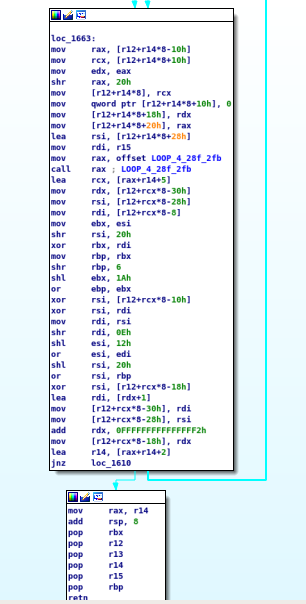 loc_1663:
mov rax, [r12+r14*8-10h]
mov rcx, [r12+r14*8+10h]
mov edx, eax
shr rax, 20h
mov [r12+r14*8], rcx
mov qword ptr [r12+r14*8+10h], 0
mov [r12+r14*8+18h], rdx
mov [r12+r14*8+20h], rax
lea rsi, [r12+r14*8+28h]
mov rdi, r15
mov rax, offset LOOP_4_28f_2fb
call rax ; LOOP_4_28f_2fb
lea rcx, [rax+r14+5]
mov rdx, [r12+rcx*8-30h]
mov rsi, [r12+rcx*8-28h]
mov rdi, [r12+rcx*8-8]
mov ebx, esi
shr rsi, 20h
xor rbx, rdi
mov rbp, rbx
shr rbp, 6
shl ebx, 1Ah
or ebp, ebx
xor rsi, [r12+rcx*8-10h]
xor rsi, rdi
mov rdi, rsi
shr rdi, 0Eh
shl esi, 12h
or esi, edi
shl rsi, 20h
or rsi, rbp
xor rsi, [r12+rcx*8-18h]
lea rdi, [rdx+1]
mov [r12+rcx*8-30h], rdi
mov [r12+rcx*8-28h], rsi
add rdx, 0FFFFFFFFFFFFFFF2h
mov [r12+rcx*8-18h], rdx
lea r14, [rax+r14+2]
jnz loc_1610
mov rax, r14
add rsp, 8
pop rbx
pop r12
pop r13
pop r14
pop r15
pop rbp
retn